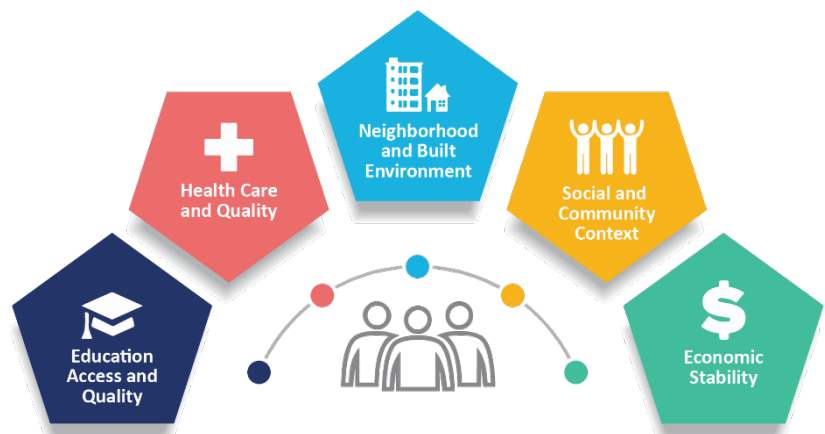 Education
Access and
Quality
Health Care
and Quality
Neighborhood
and Built
Environment
Social and
Community
Context
$
Economic
Stability